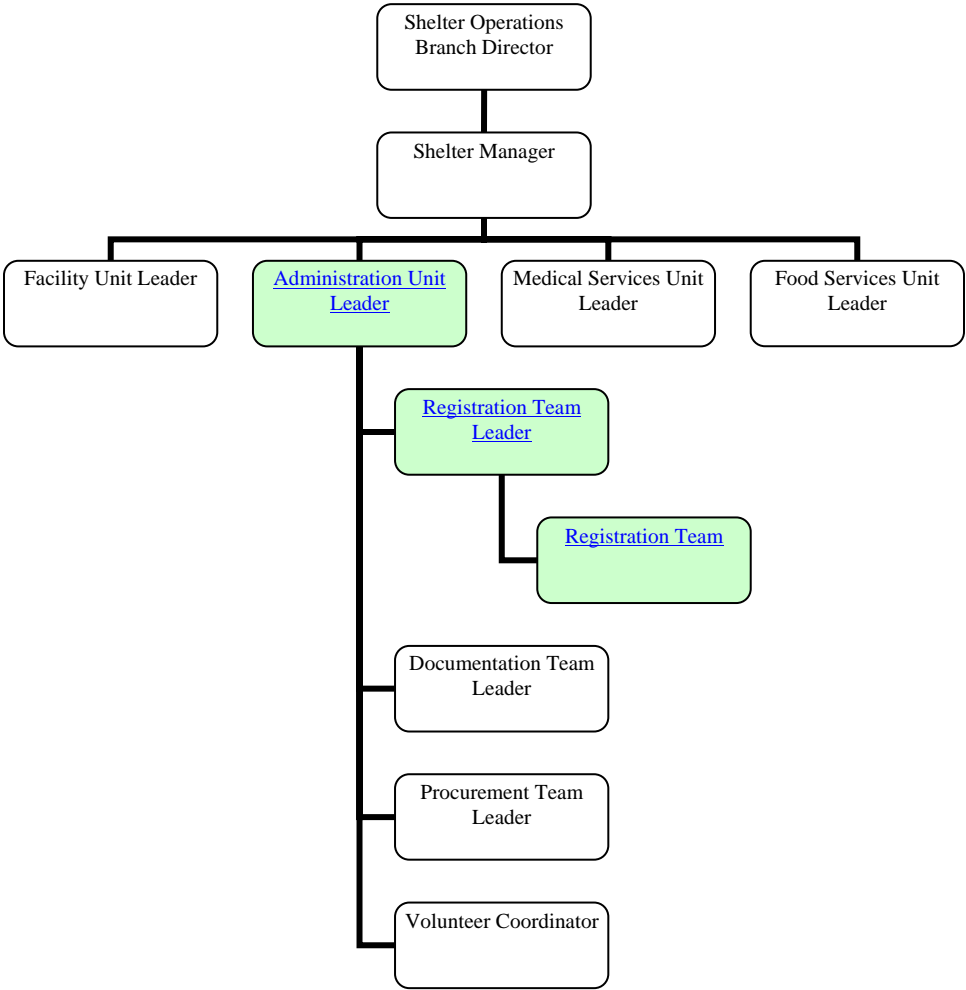 Shelter Operations
Branch Director
Shelter Manager
Facility Unit Leader
Administration Unit
Leader
Medical Services Unit
Leader
Food Services Unit
Leader
Registration Team
Leader
Registration Team
Documentation Team
Leader
Procurement Team
Leader
Volunteer Coordinator